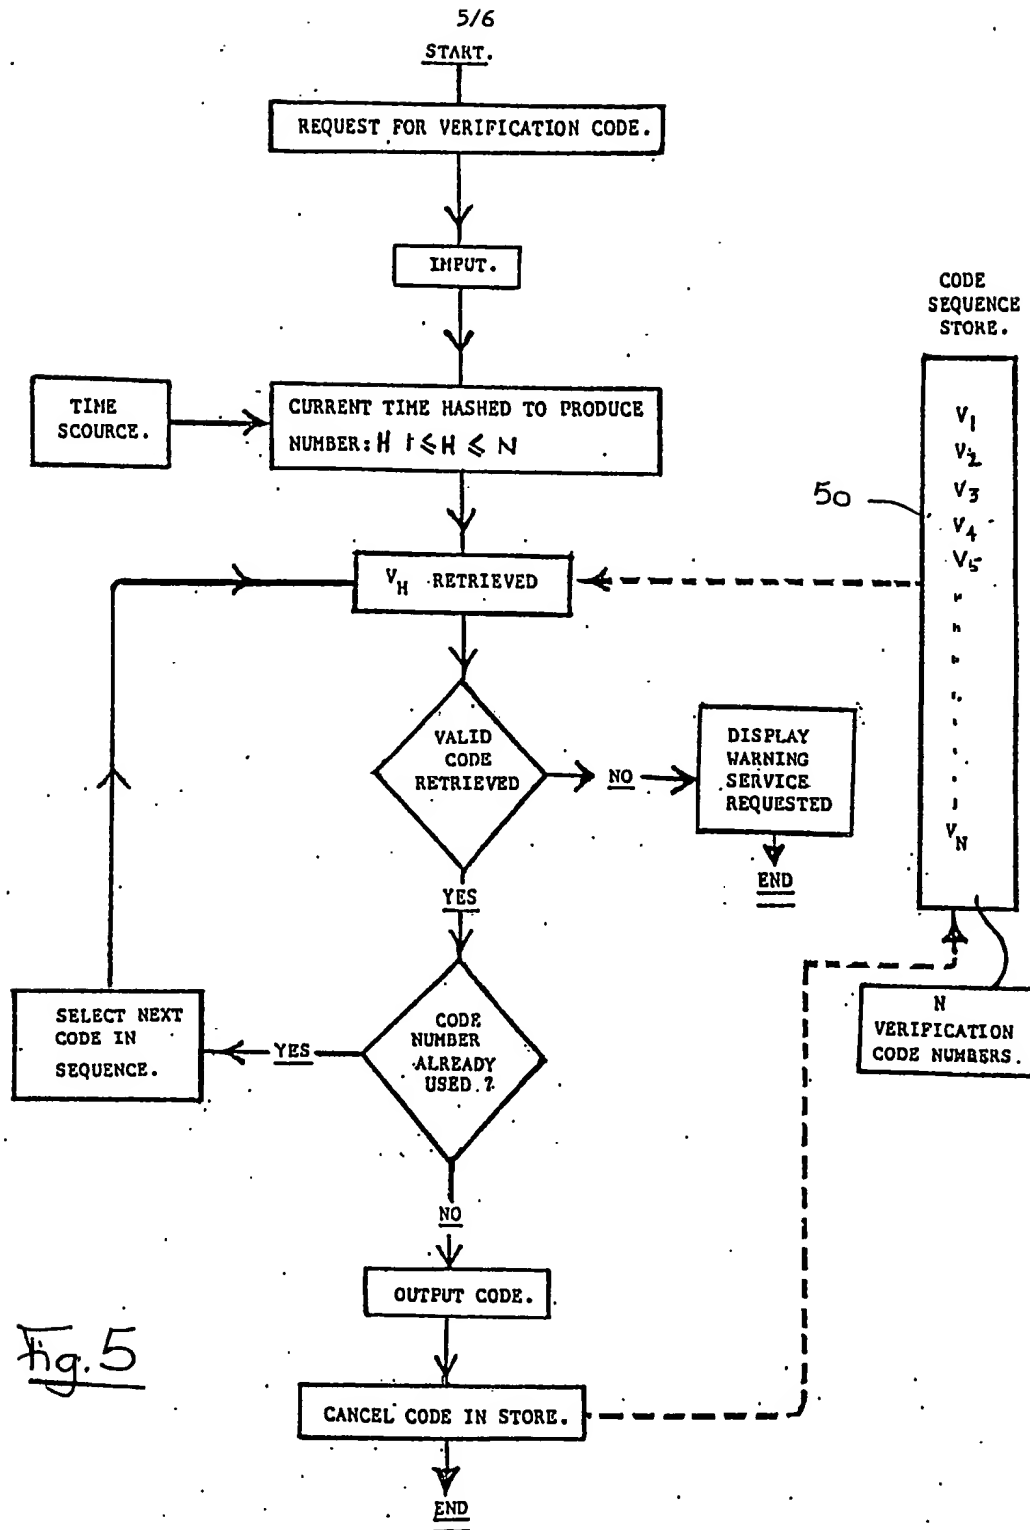 5/6
START.
REQUEST FOR VERIFICATION CODE.
IMPUT.
CODE
SEQUENCE
STORE.
TIME
SCOURCE.
CURRENT TIME HASHED TO PRODUCE
NUMBER: H 1 ≤ H ≤ N
50
V1
V2
V3
V4
V5
VN
VH RETRIEVED
VALID
CODE
RETRIEVED
NO
DISPLAY
WARNING
SERVICE
REQUESTED
END
YES
SELECT NEXT
CODE IN
SEQUENCE.
YES
CODE
NUMBER
ALREADY
USED.?
N
VERIFICATION
CODE NUMBERS.
NO
OUTPUT CODE.
Fig. 5
CANCEL CODE IN STORE.
END